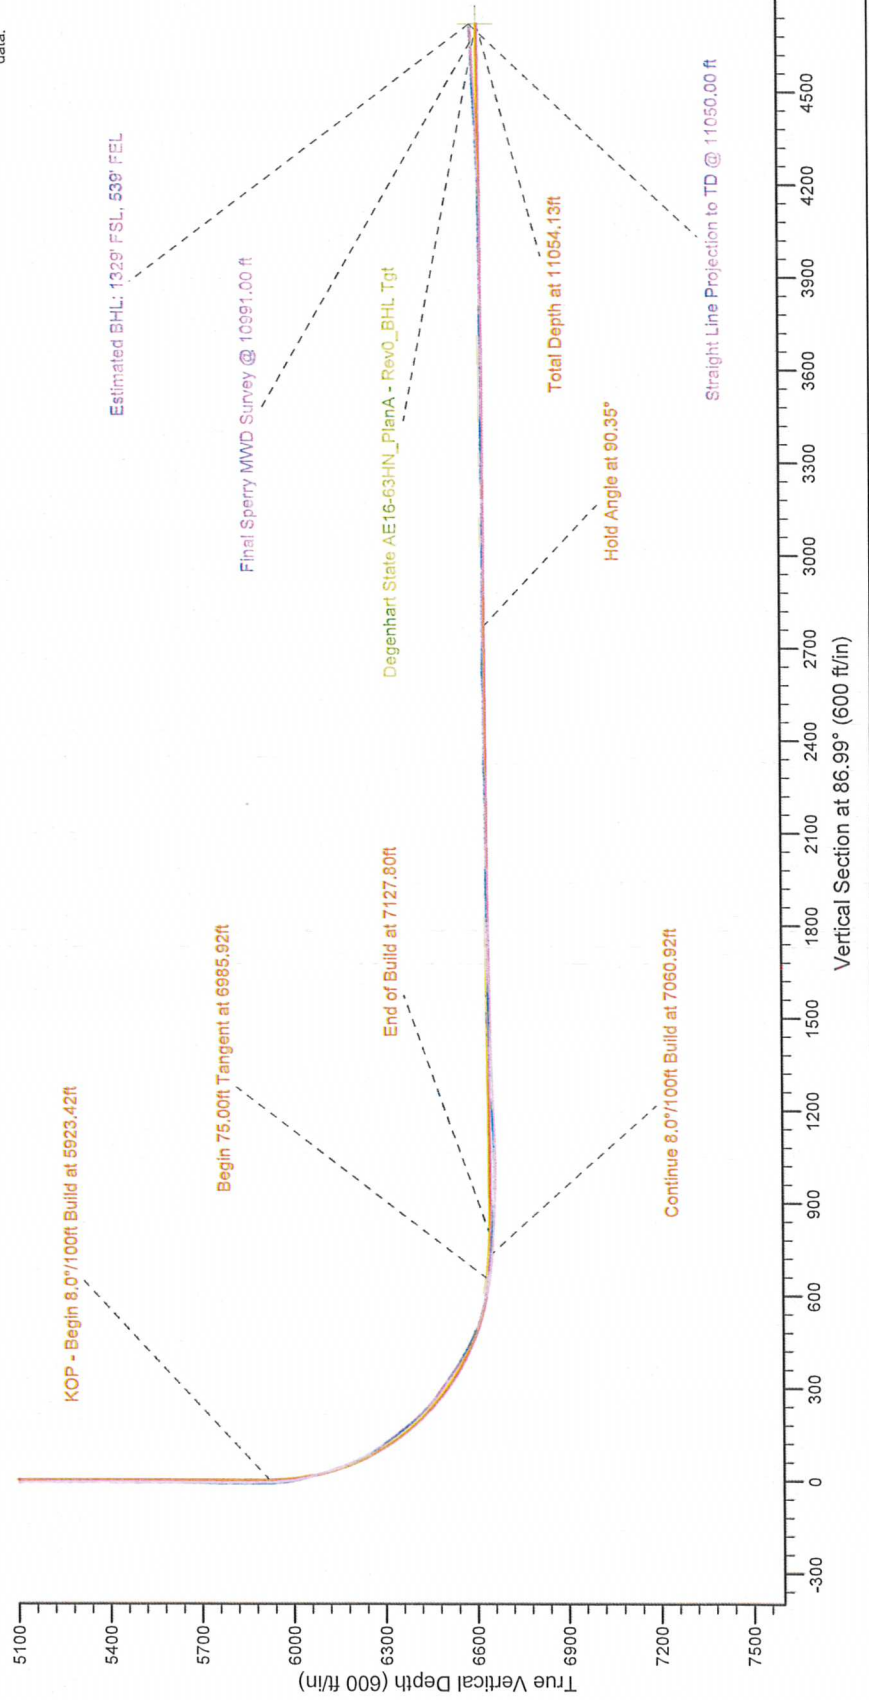 data.
Estimated BHL: 1329' FSL, 539' FEL
Final Sperry MWD Survey @ 10991.00 ft
Degenhart State AE16-63HN_PlanA - Rev0_BHL Tgt
Total Depth at 11054.13ft
Straight Line Projection to TD @ 11050.00 ft
Hold Angle at 90.35°
KOP - Begin 8.0°/100ft Build at 5923.42ft
Begin 75.00ft Tangent at 6985.92ft
End of Build at 7127.80ft
Continue 8.0°/100ft Build at 7060.92ft
5100
5400
5700
6000
6300
6600
6900
7200
7500
True Vertical Depth (600 ft/in)
-300
0
300
600
900
1200
1500
1800
2100
2400
2700
3000
3300
3600
3900
4200
4500
Vertical Section at 86.99° (600 ft/in)